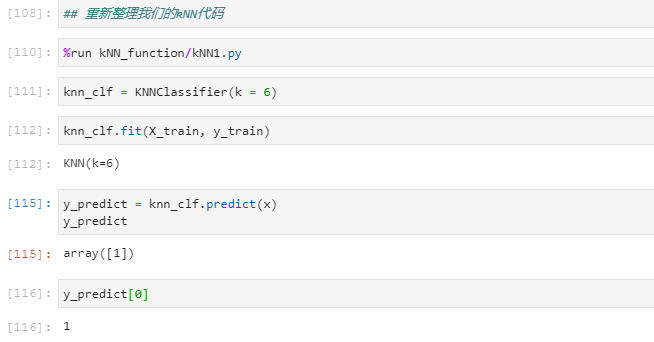 [108]: ## 重新整理我们的kNN代码
[110]: %run kNN_function/kNN1.py
[111]: knn_clf = KNNClassifier(k = 6)
[112]: knn_clf.fit(X_train, y_train)
[112]: KNN(k=6)
[115]: y_predict = knn_clf.predict(x)
y_predict
[115]: array([1])
[116]: y_predict[0]
[116]: 1